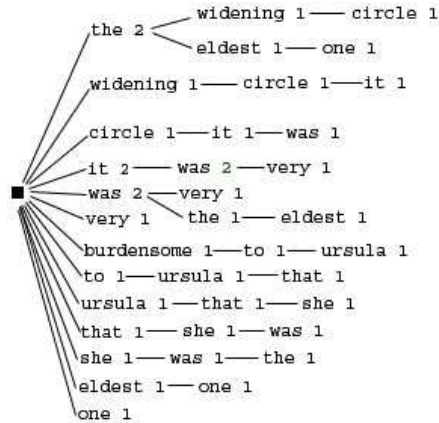 widening 1 circle 1
the 2
eldest 1 one 1
widening 1 circle 1 it 1
circle 1 it 1 was 1
it 2 was 2 very 1
was 2 very 1
very 1 the 1 eldest 1
burdensome 1 to 1 ursula 1
to 1 ursula 1 that 1
ursula 1 that 1 she 1
that 1 she 1 was 1
she 1 was 1 the 1
eldest 1 one 1
one 1